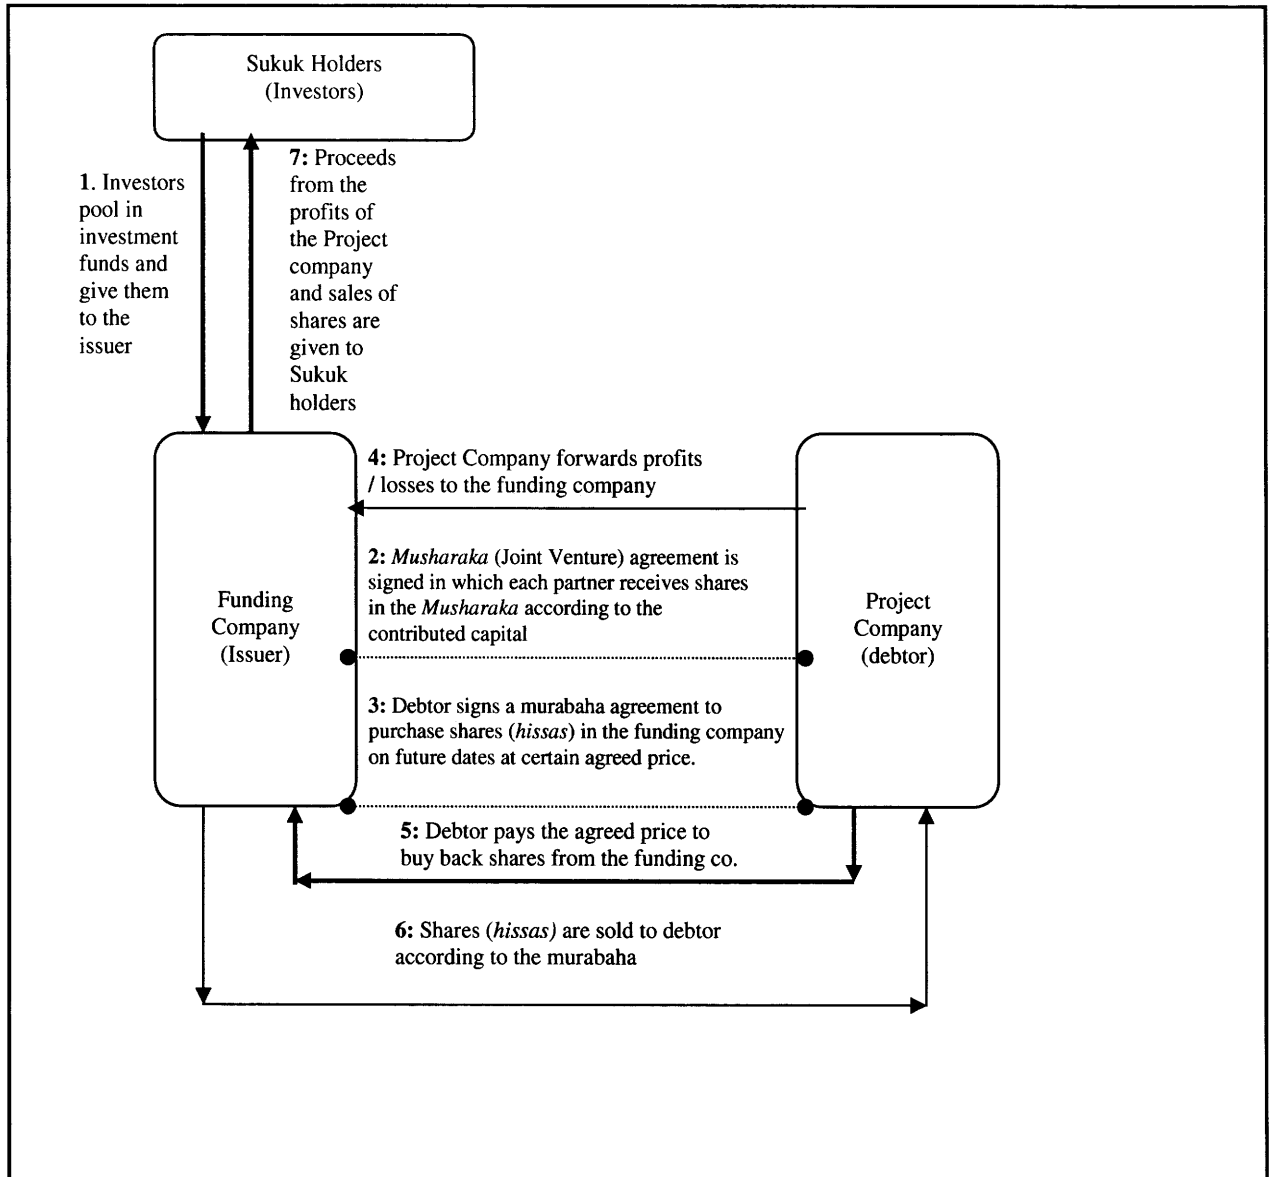 Sukuk Holders
(Investors)
1. Investors
pool in
investment
funds and
give them
to the
issuer
7: Proceeds
from the
profits of
the Project
company
and sales of
shares are
given to
Sukuk
holders
4: Project Company forwards profits
/ losses to the funding company
2: Musharaka (Joint Venture) agreement is
signed in which each partner receives shares
in the Musharaka according to the
contributed capital
Funding
Company
(Issuer)
Project
Company
(debtor)
3: Debtor signs a murabaha agreement to
purchase shares (hissas) in the funding company
on future dates at certain agreed price.
5: Debtor pays the agreed price to
buy back shares from the funding co.
6: Shares (hissas) are sold to debtor
according to the murabaha